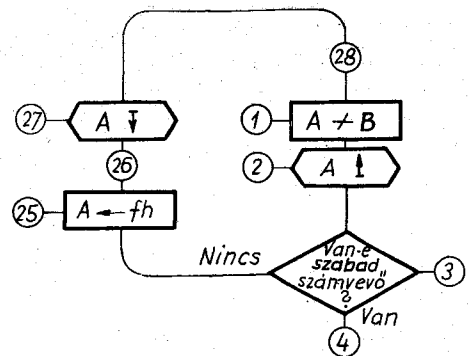 28
27
A ↧
1
A ≁ B
26
2
A ↥
25
A ← fh
Nincs
Van-e
szabad
számvevő
?
3
Van
4